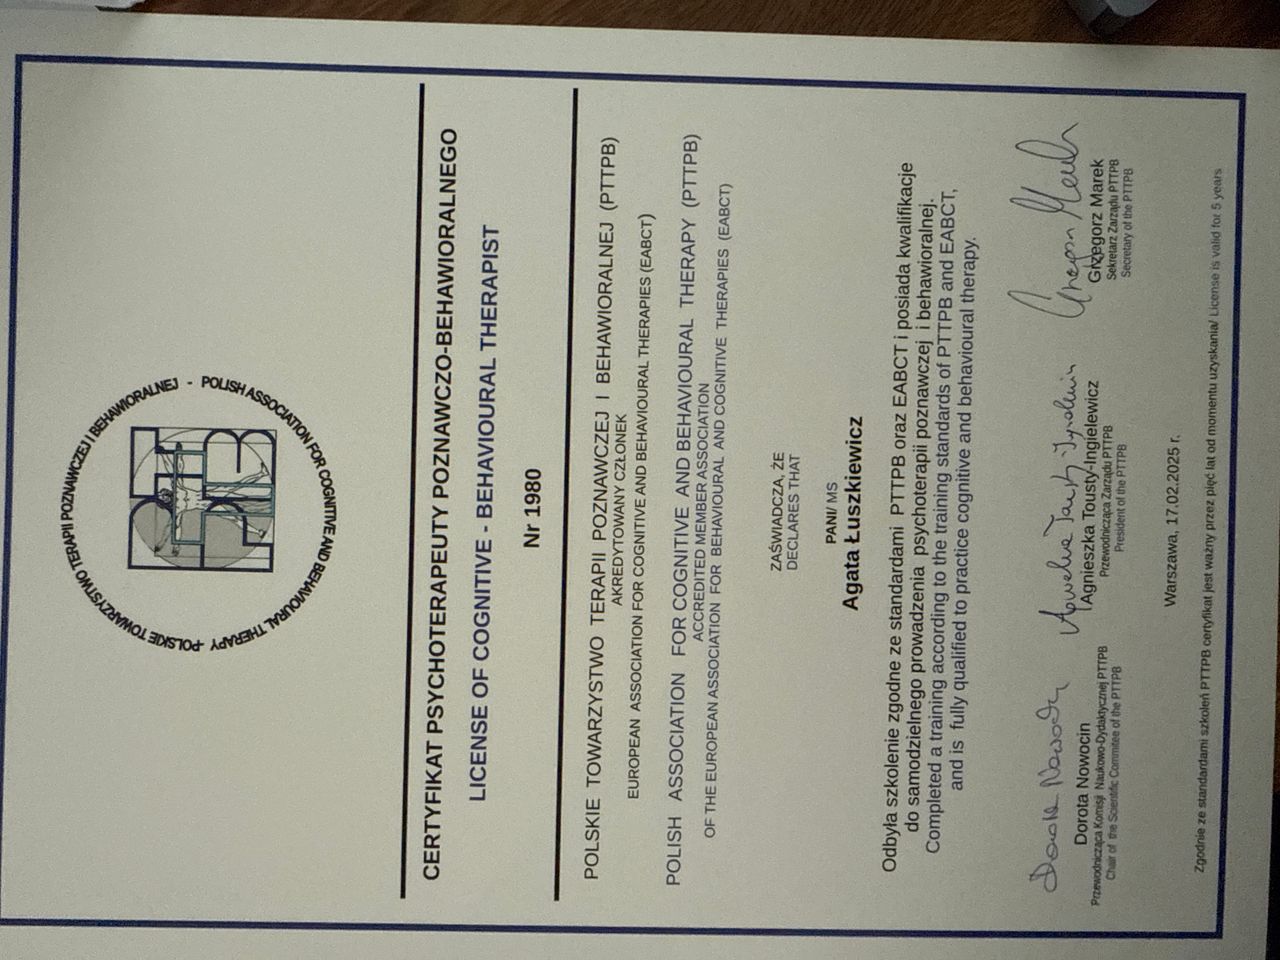 POLSKIE TOWARZYSTWO TERAPII POZNAWCZEJ I BEHAWIORALNEJ - POLISH ASSOCIATION FOR COGNITIVE AND BEHAVIOURAL THERAPY -
PTTPB
CERTYFIKAT PSYCHOTERAPEUTY POZNAWCZO-BEHAWIORALNEGO
LICENSE OF COGNITIVE - BEHAVIOURAL THERAPIST
Nr 1980
POLSKIE TOWARZYSTWO TERAPII POZNAWCZEJ I BEHAWIORALNEJ (PTTPB)
AKREDYTOWANY CZŁONEK
EUROPEAN ASSOCIATION FOR COGNITIVE AND BEHAVIOURAL THERAPIES (EABCT)
POLISH ASSOCIATION FOR COGNITIVE AND BEHAVIOURAL THERAPY (PTTPB)
ACCREDITED MEMBER ASSOCIATION
OF THE EUROPEAN ASSOCIATION FOR BEHAVIOURAL AND COGNITIVE THERAPIES (EABCT)
ZAŚWIADCZA, ŻE
DECLARES THAT
PANI/ MS
Agata Łuszkiewicz
Odbyła szkolenie zgodne ze standardami PTTPB oraz EABCT i posiada kwalifikacje
do samodzielnego prowadzenia psychoterapii poznawczej i behawioralnej.
Completed a training according to the training standards of PTTPB and EABCT,
and is fully qualified to practice cognitive and behavioural therapy.
Dorota Nowocin
Dorota Nowocin
Przewodnicząca Komisji Naukowo-Dydaktycznej PTTPB
Chair of the Scientific Commitee of the PTTPB
Agnieszka Tousty-Ingielewicz
Przewodnicząca Zarządu PTTPB
President of the PTTPB
Grzegorz Marek
Grzegorz Marek
Sekretarz Zarządu PTTPB
Secretary of the PTTPB
Warszawa, 17.02.2025 r.
Zgodnie ze standardami szkoleń PTTPB certyfikat jest ważny przez pięć lat od momentu uzyskania/ License is valid for 5 years